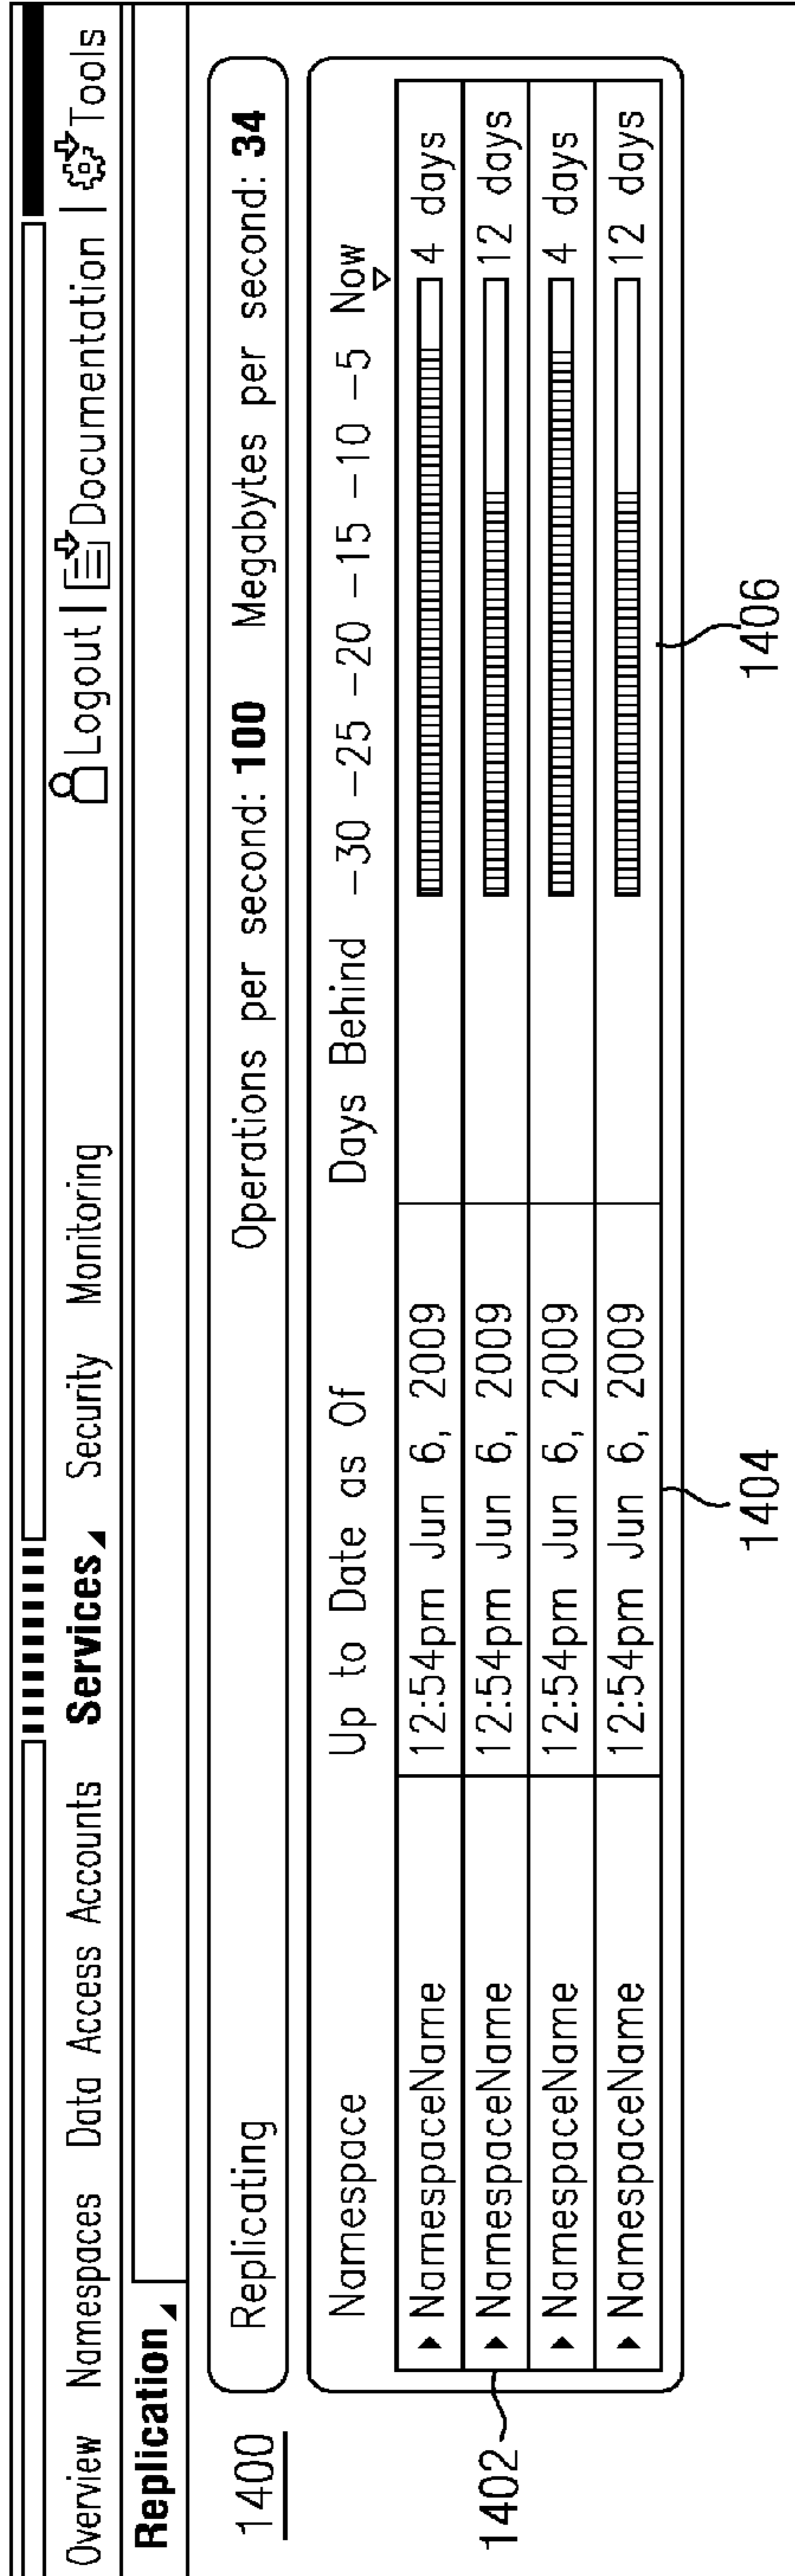 Overview Namespaces Data Access Accounts Services Security Monitoring Logout | Documentation | Tools
Replication
1400
Replicating Operations per second: 100 Megabytes per second: 34
Namespace Up to Date as Of Days Behind -30 -25 -20 -15 -10 -5 Now
NamespaceName 12:54pm Jun 6, 2009 4 days
NamespaceName 12:54pm Jun 6, 2009 12 days
NamespaceName 12:54pm Jun 6, 2009 4 days
NamespaceName 12:54pm Jun 6, 2009 12 days
1402
1404
1406